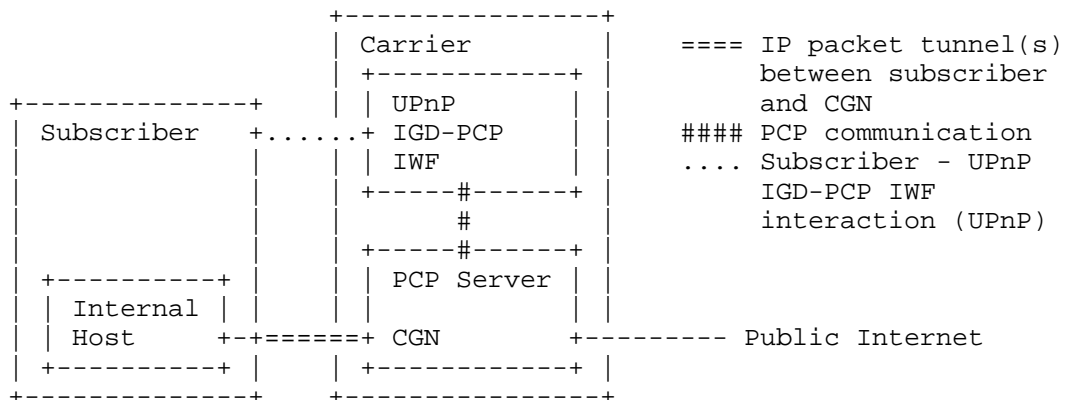 Carrier
==== IP packet tunnel(s)
between subscriber
UPnP
and CGN
Subscriber
IGD-PCP
#### PCP communication
IWF
.... Subscriber - UPnP
IGD-PCP IWF
interaction (UPnP)
PCP Server
Internal
Host
CGN
Public Internet